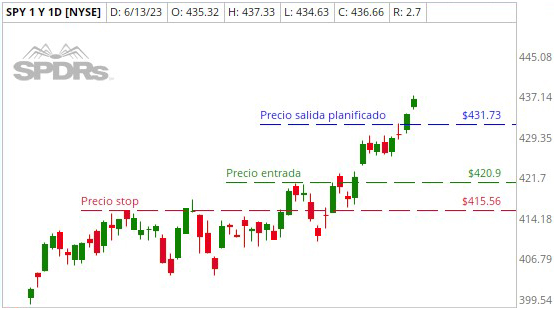 SPY 1 Y 1D [NYSE] D: 6/13/23 O: 435.32 H: 437.33 L: 434.63 C: 436.66 R: 2.7
SPDRs
445.08
437.14
Precio salida planificado $431.73
429.35
Precio entrada $420.9
421.7
Precio stop $415.56
414.18
406.79
399.54